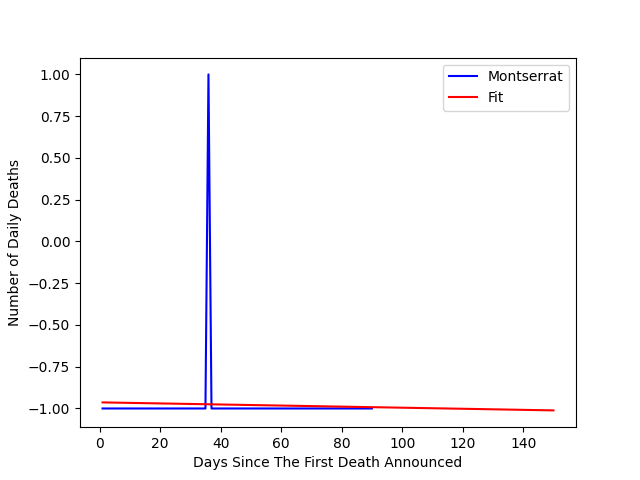 Montserrat
Fit
1.00
0.75
0.50
0.25
0.00
−0.25
−0.50
−0.75
−1.00
Number of Daily Deaths
0 20 40 60 80 100 120 140
Days Since The First Death Announced